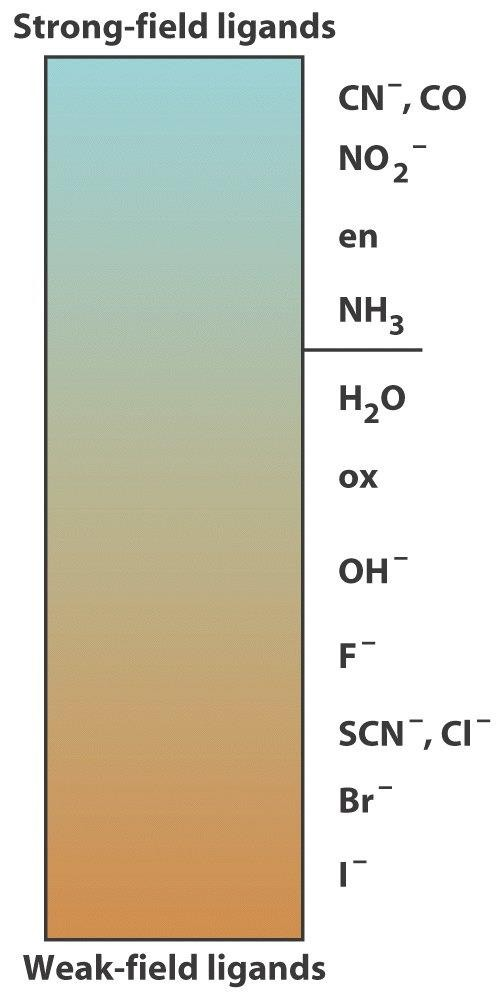 Strong-field ligands
CN⁻, CO
NO₂⁻
en
NH₃
H₂O
ox
OH⁻
F⁻
SCN⁻, Cl⁻
Br⁻
I⁻
Weak-field ligands